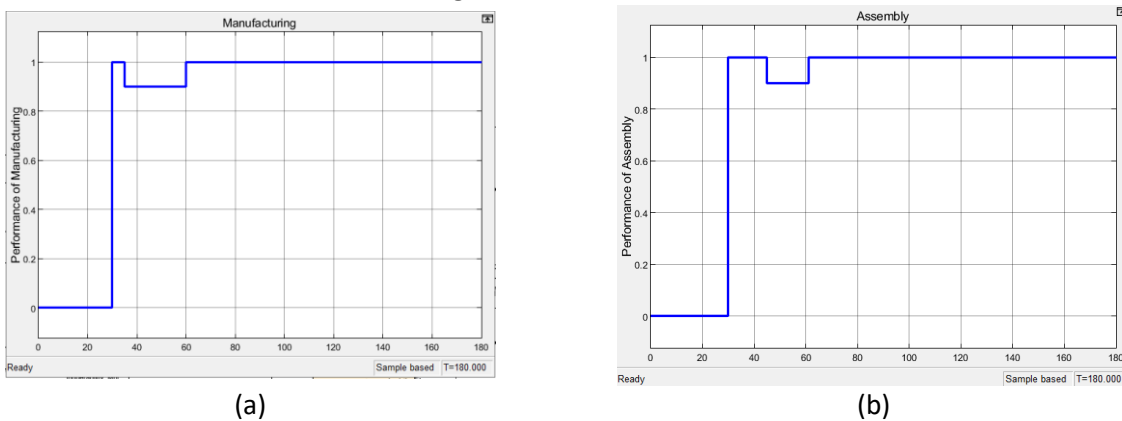 Manufacturing
Performance of Manufacturing
1
0.8
0.6
0.4
0.2
0
0 20 40 60 80 100 120 140 160 180
Ready Sample based T=180.000
(a)
Assembly
Performance of Assembly
1
0.8
0.6
0.4
0.2
0
0 20 40 60 80 100 120 140 160 180
Ready Sample based T=180.000
(b)